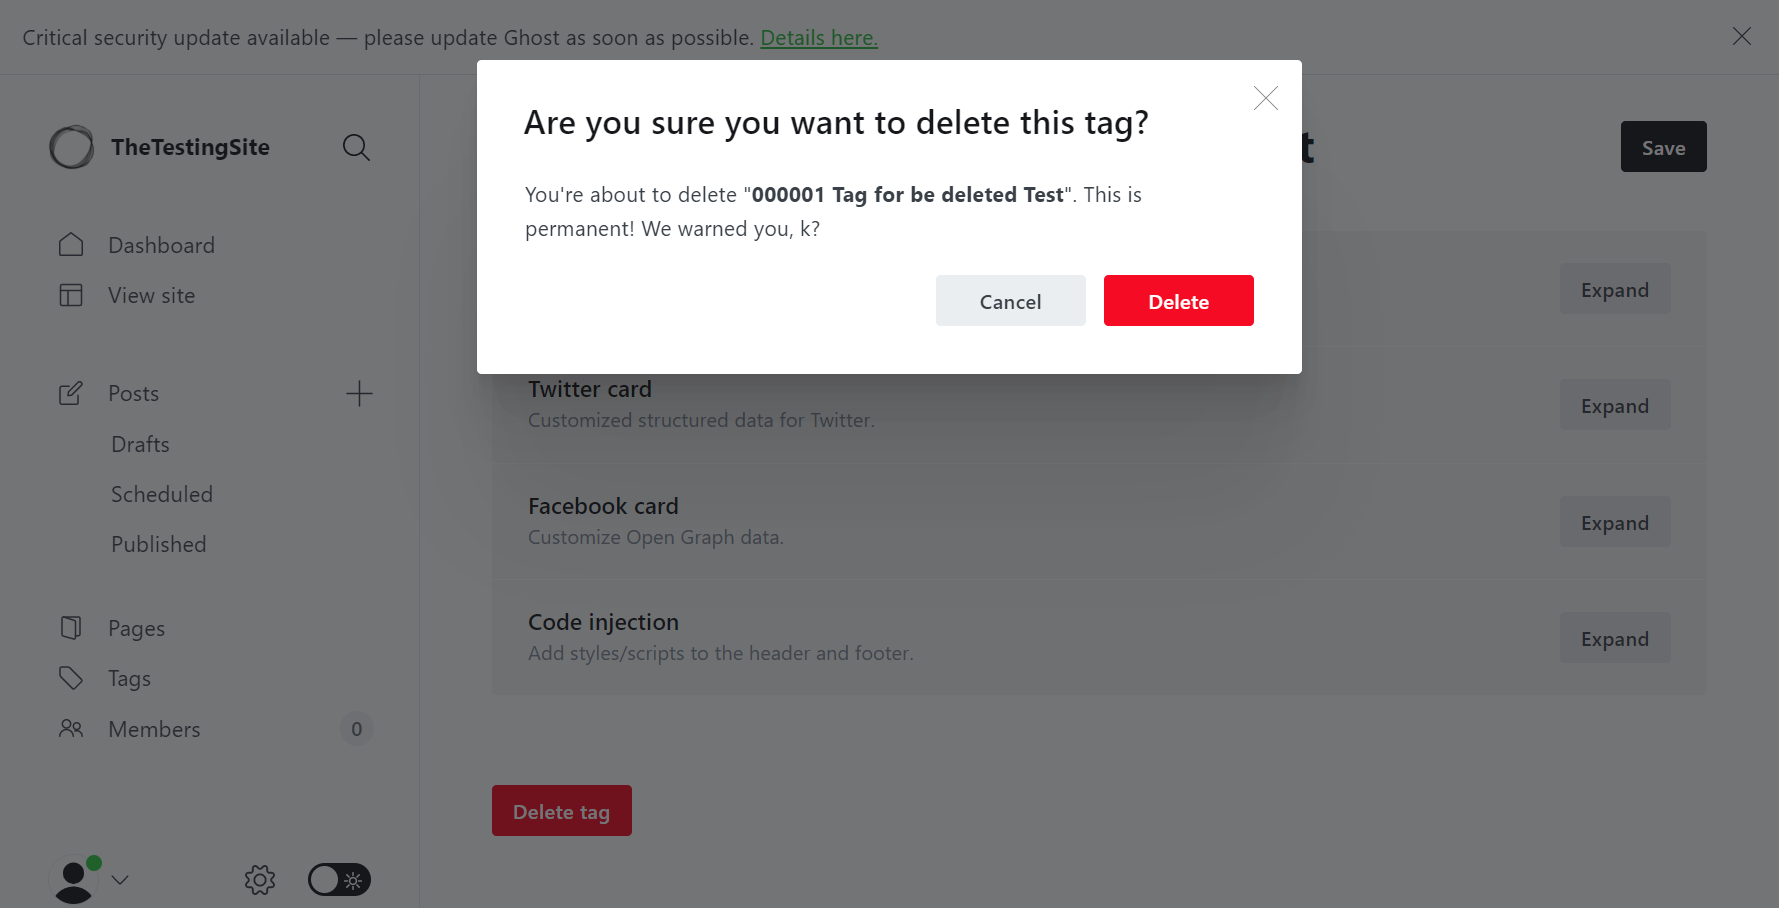 Critical security update available — please update Ghost as soon as possible. Details here.
TheTestingSite
Dashboard
View site
Posts
Drafts
Scheduled
Published
Pages
Tags
Members 0
Are you sure you want to delete this tag?
You're about to delete "000001 Tag for be deleted Test". This is
permanent! We warned you, k?
Cancel Delete
t
Save
Expand
Twitter card
Customized structured data for Twitter.
Expand
Facebook card
Customize Open Graph data.
Expand
Code injection
Add styles/scripts to the header and footer.
Expand
Delete tag